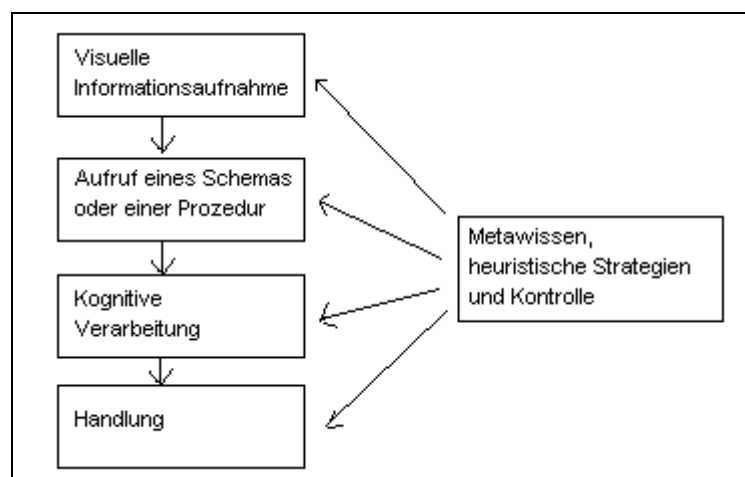 Visuelle
Informationsaufnahme
Aufruf eines Schemas
oder einer Prozedur
Kognitive
Verarbeitung
Handlung
Metawissen,
heuristische Strategien
und Kontrolle